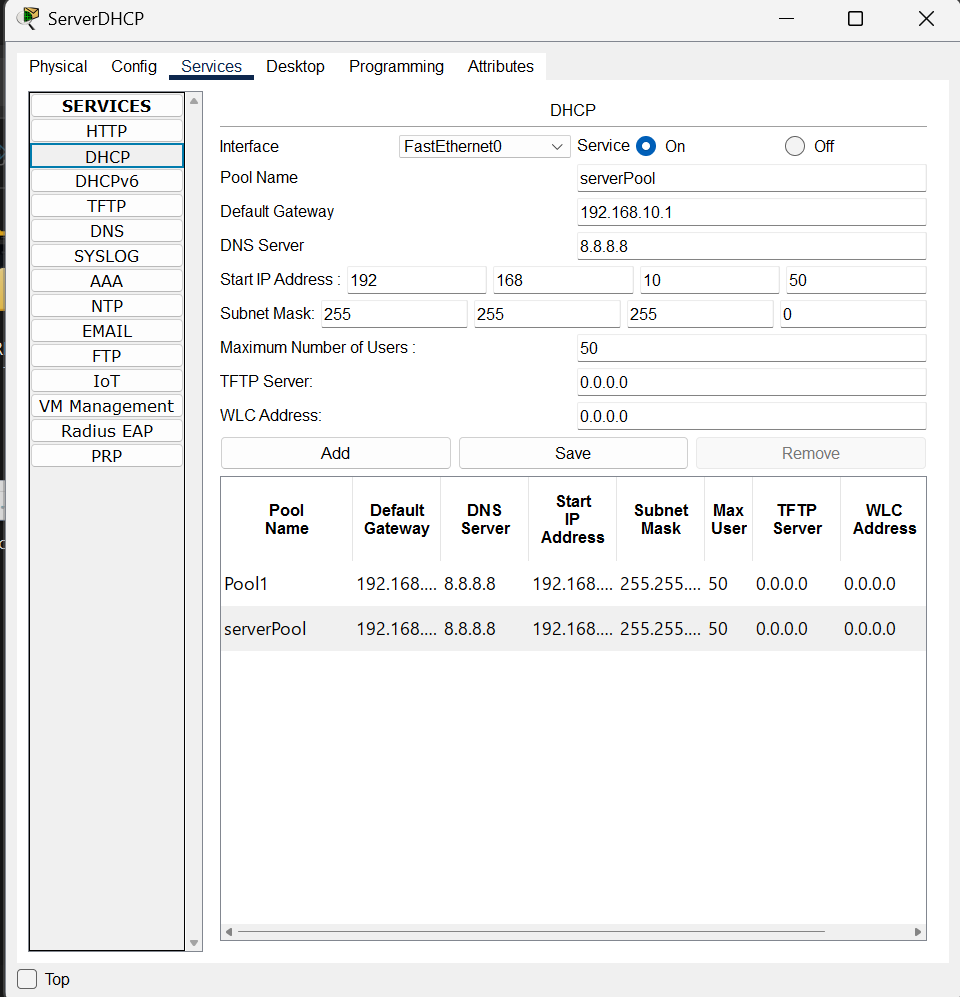 ServerDHCP
Physical Config Services Desktop Programming Attributes
SERVICES
HTTP
DHCP
DHCPv6
TFTP
DNS
SYSLOG
AAA
NTP
EMAIL
FTP
IoT
VM Management
Radius EAP
PRP
DHCP
Interface FastEthernet0 Service On Off
Pool Name serverPool
Default Gateway 192.168.10.1
DNS Server 8.8.8.8
Start IP Address : 192 168 10 50
Subnet Mask: 255 255 255 0
Maximum Number of Users : 50
TFTP Server: 0.0.0.0
WLC Address: 0.0.0.0
Add Save Remove
Pool Name Default Gateway DNS Server Start IP Address Subnet Mask Max User TFTP Server WLC Address
Pool1 192.168.... 8.8.8.8 192.168.... 255.255.... 50 0.0.0.0 0.0.0.0
serverPool 192.168.... 8.8.8.8 192.168.... 255.255.... 50 0.0.0.0 0.0.0.0
Top